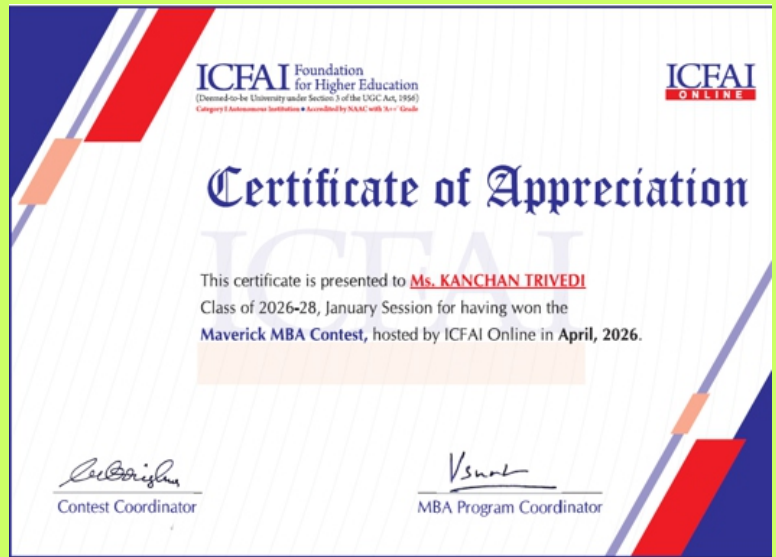 ICFAI Foundation for Higher Education
(Deemed-to-be University under Section 3 of the UGC Act, 1956)
Category I Autonomous Institution • Accredited by NAAC with 'A++' Grade
ICFAI
ONLINE
Certificate of Appreciation
ICFAI
This certificate is presented to Ms. KANCHAN TRIVEDI
Class of 2026-28, January Session for having won the
Maverick MBA Contest, hosted by ICFAI Online in April, 2026.
Contest Coordinator
MBA Program Coordinator